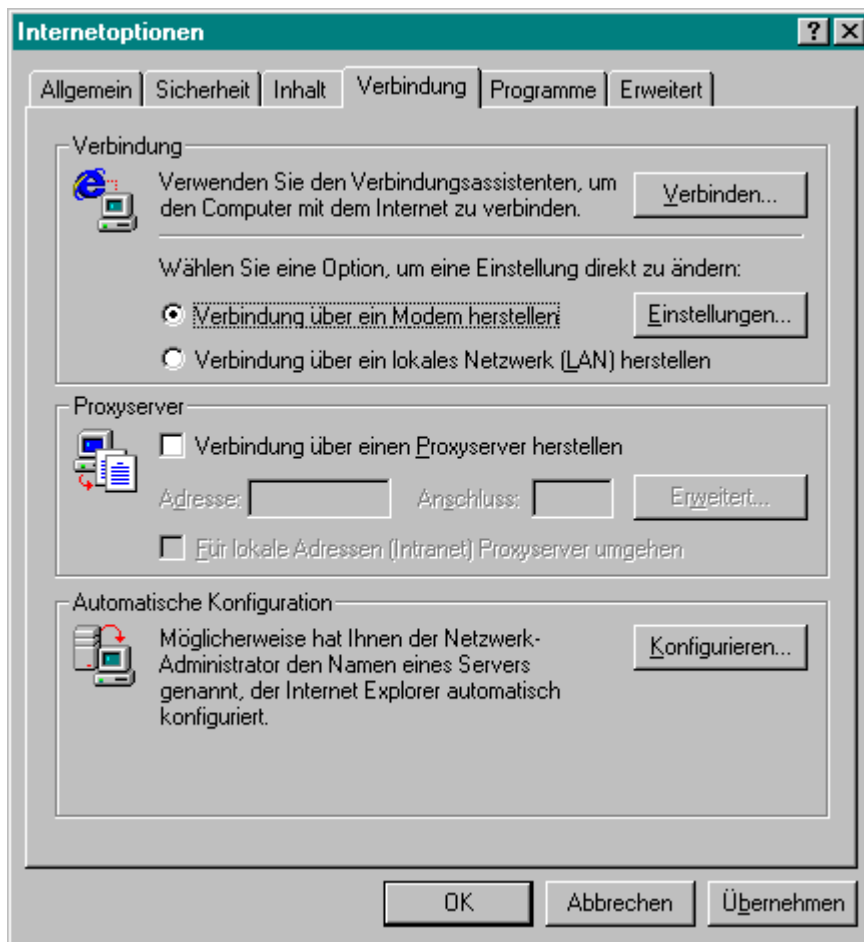 Internetoptionen
Allgemein Sicherheit Inhalt Verbindung Programme Erweitert
Verbindung
Verwenden Sie den Verbindungsassistenten, um
den Computer mit dem Internet zu verbinden.
Verbinden...
Wählen Sie eine Option, um eine Einstellung direkt zu ändern:
Verbindung über ein Modem herstellen
Einstellungen...
Verbindung über ein lokales Netzwerk (LAN) herstellen
Proxyserver
Verbindung über einen Proxyserver herstellen
Adresse: Anschluss: Erweitert...
Für lokale Adressen (Intranet) Proxyserver umgehen
Automatische Konfiguration
Möglicherweise hat Ihnen der Netzwerk-
Administrator den Namen eines Servers
genannt, der Internet Explorer automatisch
konfiguriert.
Konfigurieren...
OK Abbrechen Übernehmen